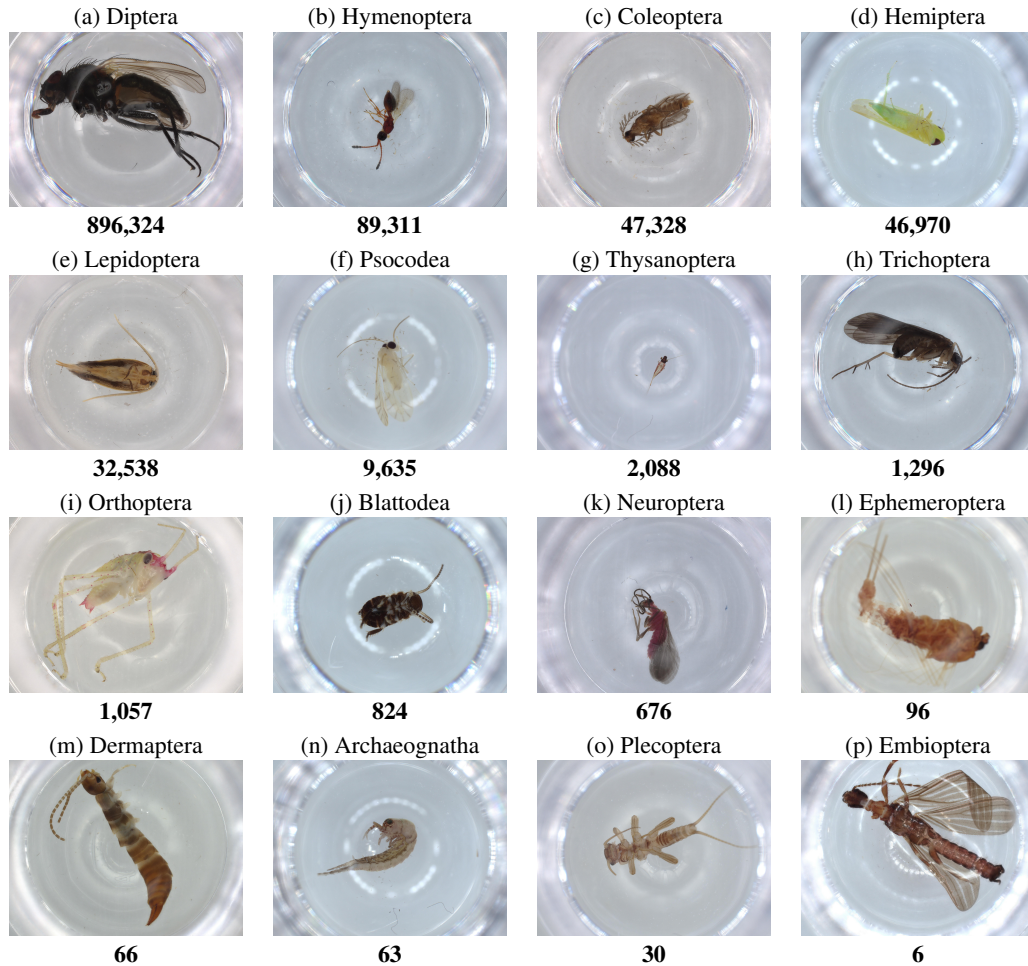 (a) Diptera (b) Hymenoptera (c) Coleoptera (d) Hemiptera
896,324 89,311 47,328 46,970
(e) Lepidoptera (f) Psocodea (g) Thysanoptera (h) Trichoptera
32,538 9,635 2,088 1,296
(i) Orthoptera (j) Blattodea (k) Neuroptera (l) Ephemeroptera
1,057 824 676 96
(m) Dermaptera (n) Archaeognatha (o) Plecoptera (p) Embioptera
66 63 30 6